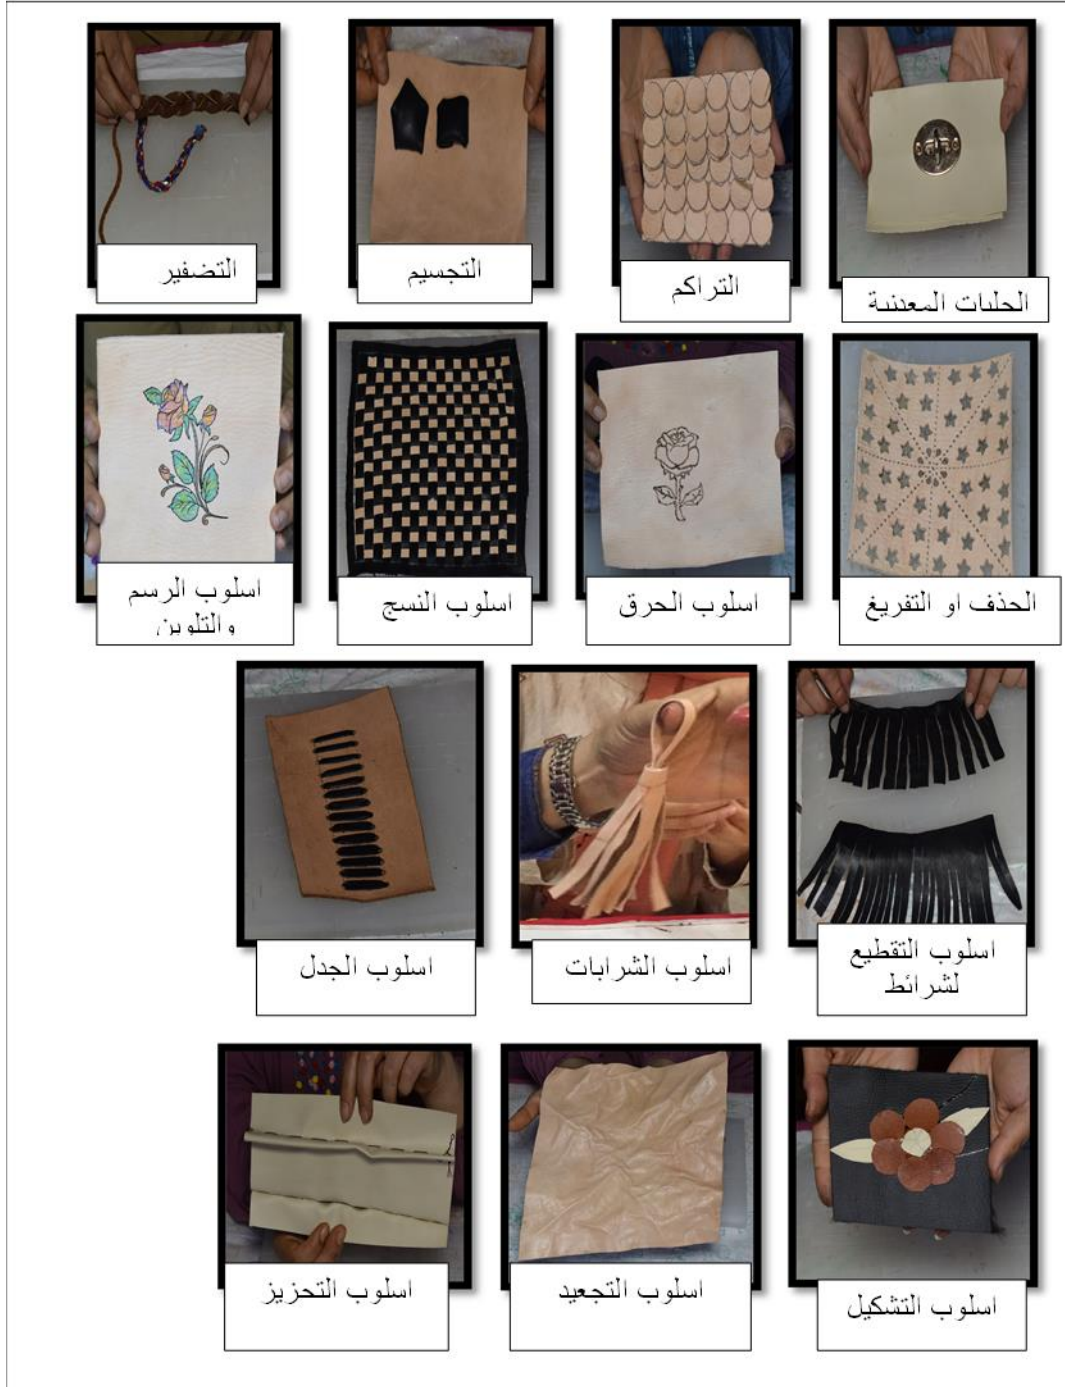 الحليات المعدنية
التراكم
التجسيم
التضفير
الحذف او التفريغ
اسلوب الحرق
اسلوب النسج
اسلوب الرسم
والتلوين
اسلوب التقطيع
لشرائط
اسلوب الشرابات
اسلوب الجدل
اسلوب التشكيل
اسلوب التجعيد
اسلوب التحزيز